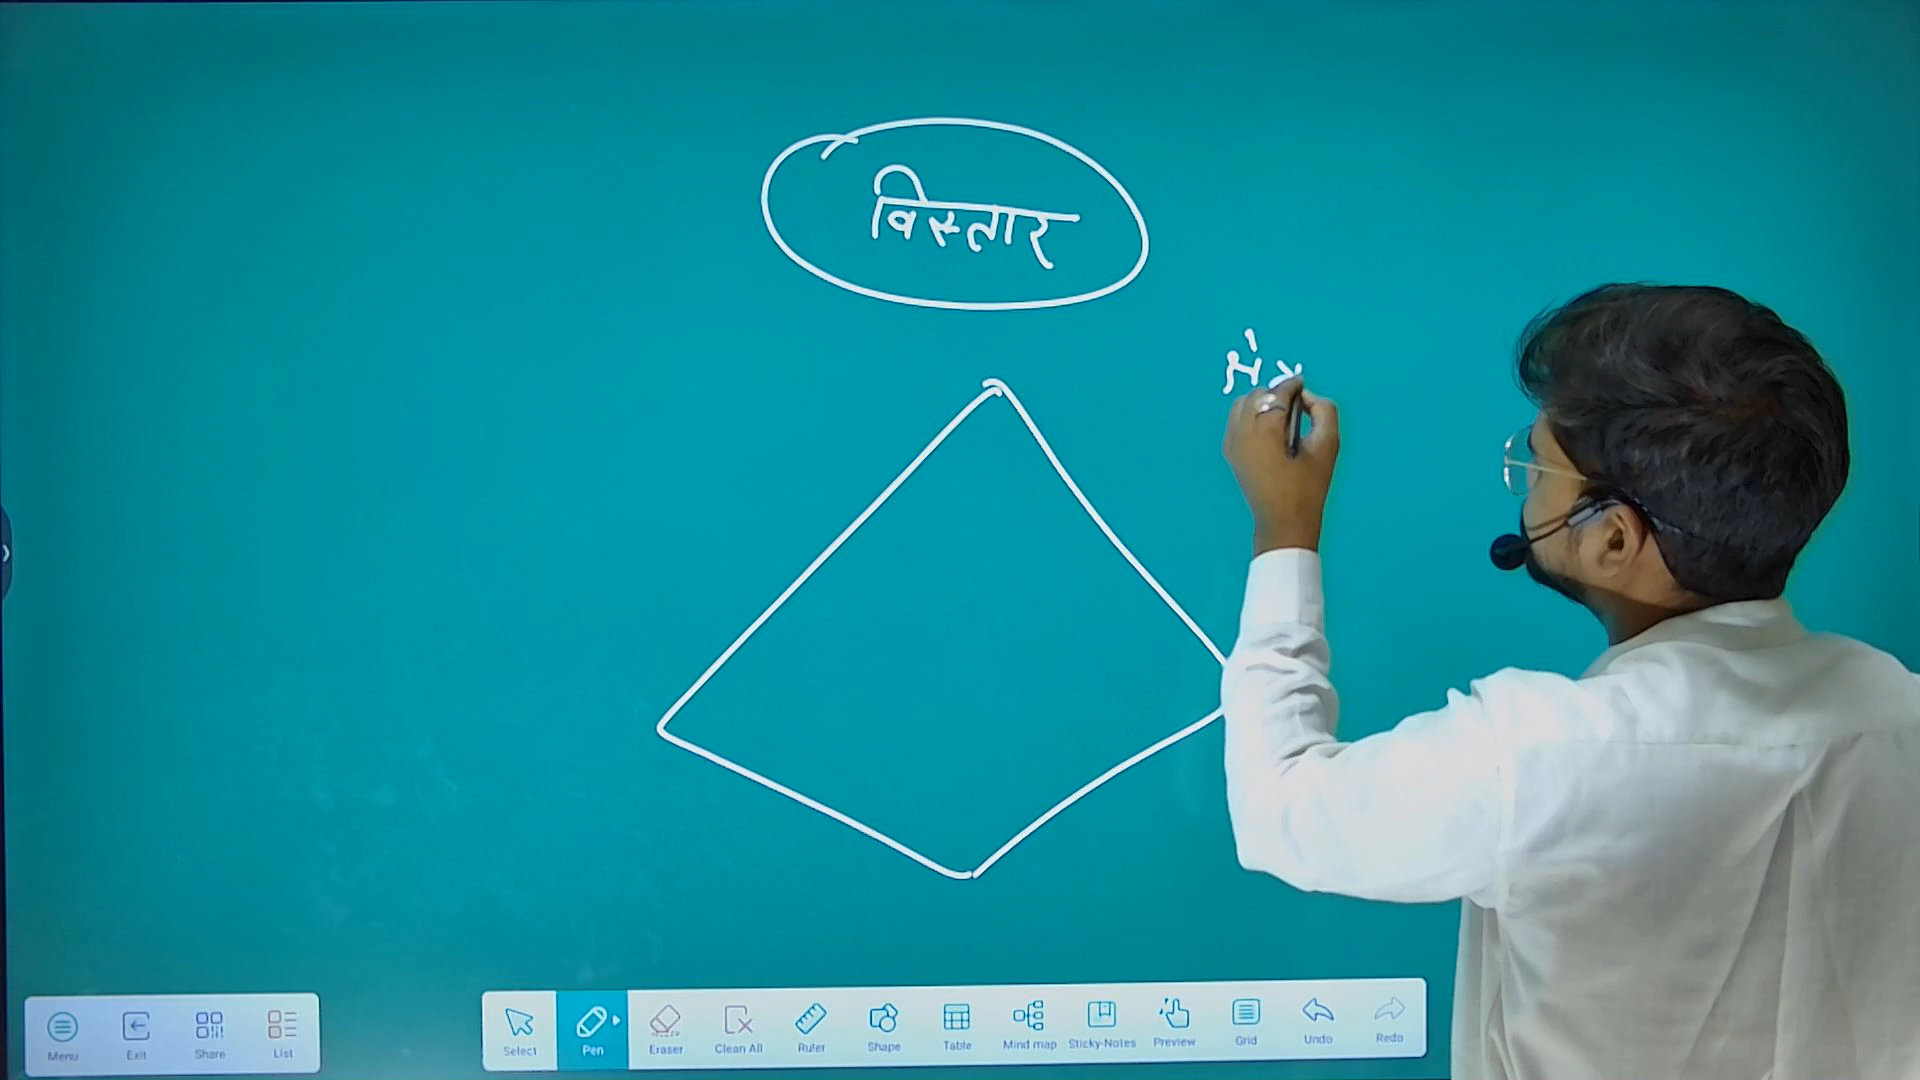 विस्तार
Menu Exit Share List
Select Pen Eraser Clean All Ruler Shape Table Mind map Sticky-Notes Preview Grid Undo Redo